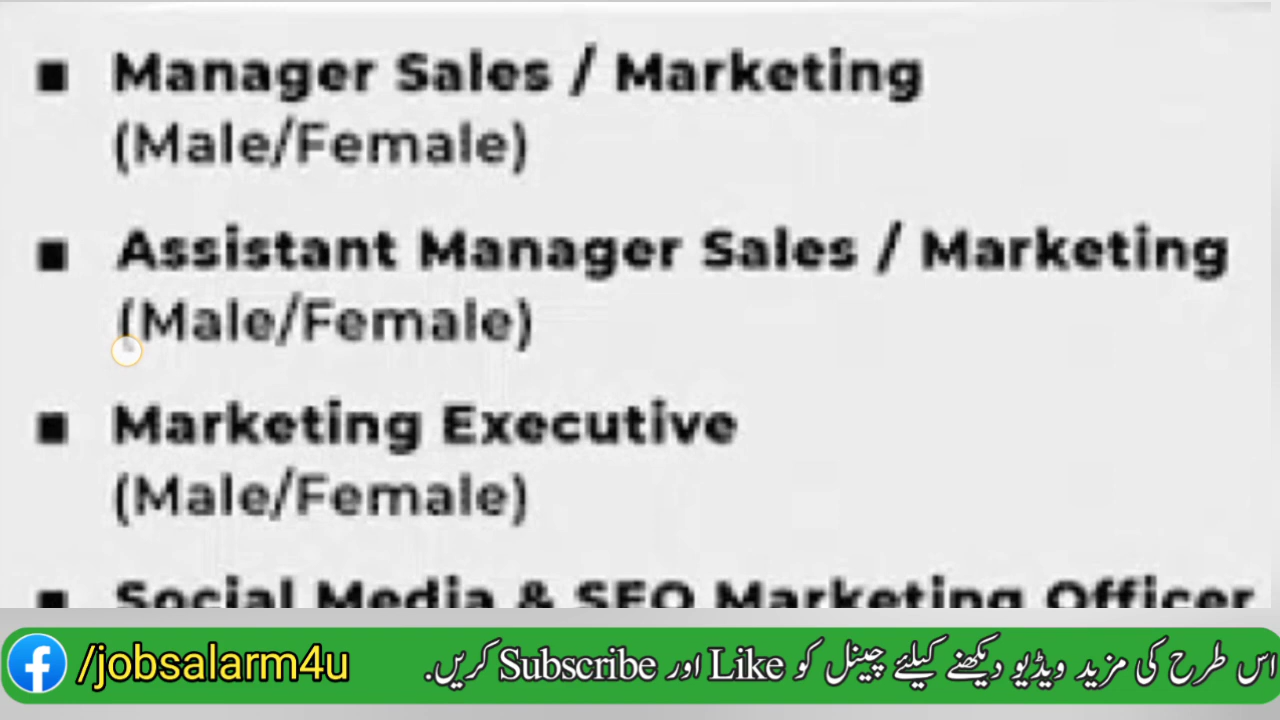 ■ Manager Sales / Marketing
(Male/Female)
■ Assistant Manager Sales / Marketing
(Male/Female)
■ Marketing Executive
(Male/Female)
■ Social Media & SEO Marketing Officer
/jobsalarm4u
اس طرح کی مزید ویڈیو دیکھنے کیلئے چینل کو Like اور Subscribe کریں.